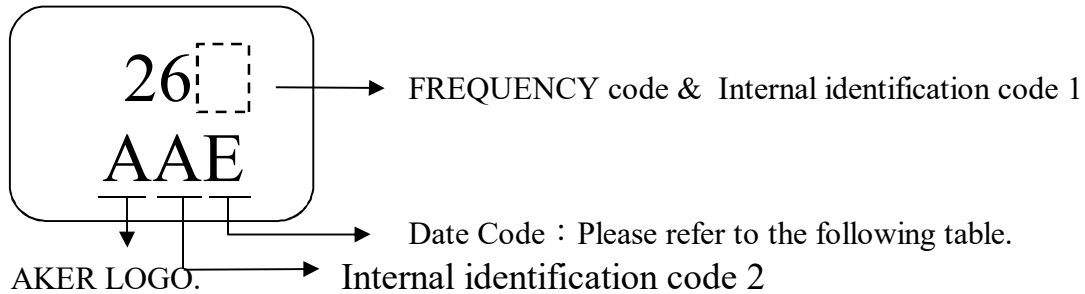 26
FREQUENCY code & Internal identification code 1
AAE
Date Code：Please refer to the following table.
AKER LOGO.
Internal identification code 2